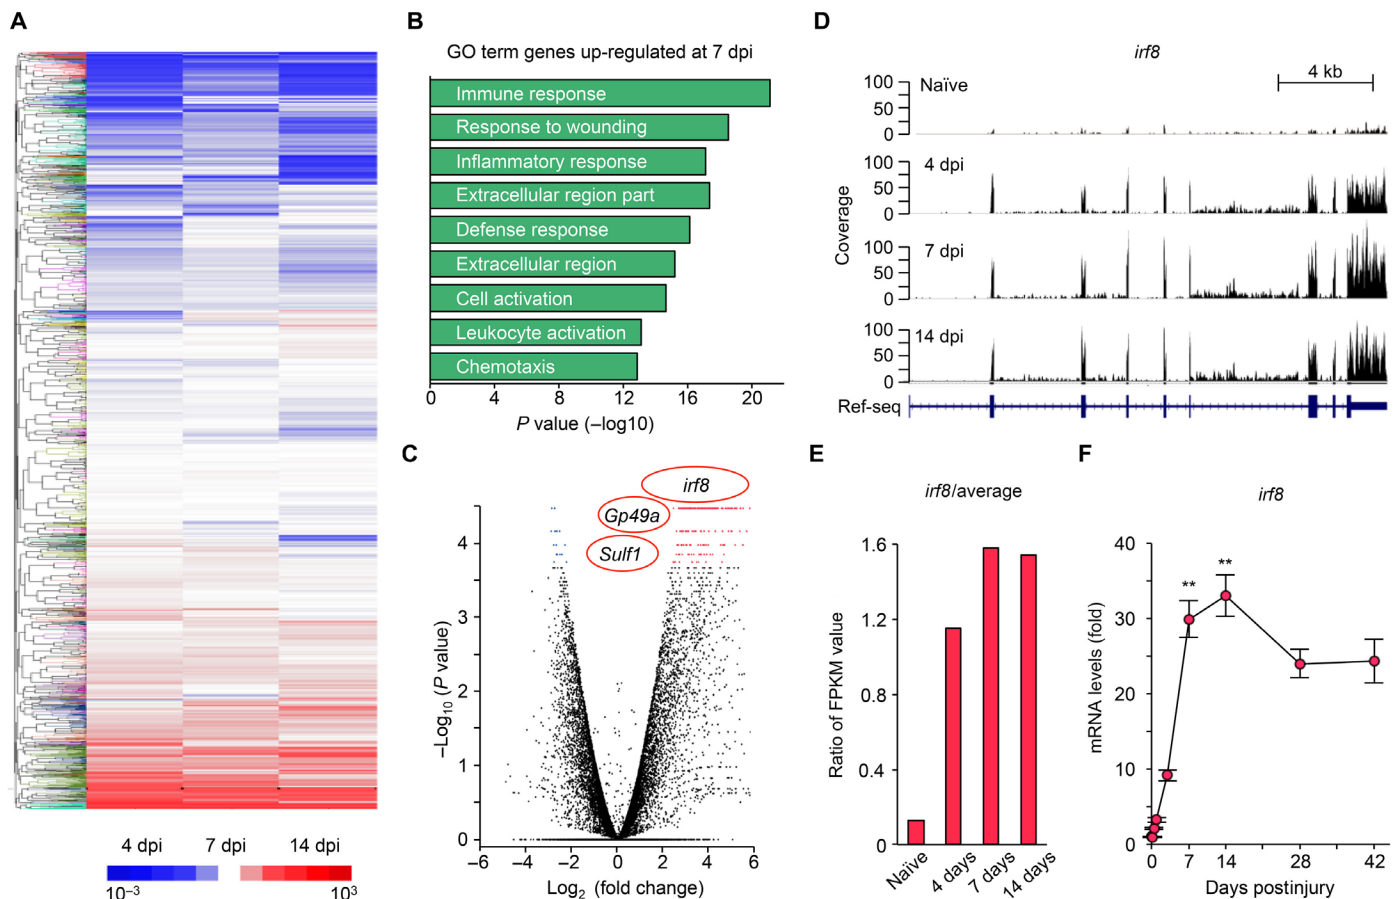 A
4 dpi 7 dpi 14 dpi
10⁻³ 10³
B
GO term genes up-regulated at 7 dpi
Immune response
Response to wounding
Inflammatory response
Extracellular region part
Defense response
Extracellular region
Cell activation
Leukocyte activation
Chemotaxis
0 4 8 12 16 20
P value (–log10)
C
irf8
Gp49a
Sulf1
4
3
2
1
0
–Log₁₀ (P value)
–6 –4 –2 0 2 4 6
Log₂ (fold change)
D
irf8
4 kb
Naïve
100
50
0
4 dpi
100
50
0
7 dpi
100
50
0
14 dpi
100
50
0
Coverage
Ref-seq
E
irf8/average
1.6
1.2
0.8
0.4
0
Ratio of FPKM value
Naïve 4 days 7 days 14 days
F
irf8
40
30
20
10
0
mRNA levels (fold)
** **
0 7 14 28 42
Days postinjury